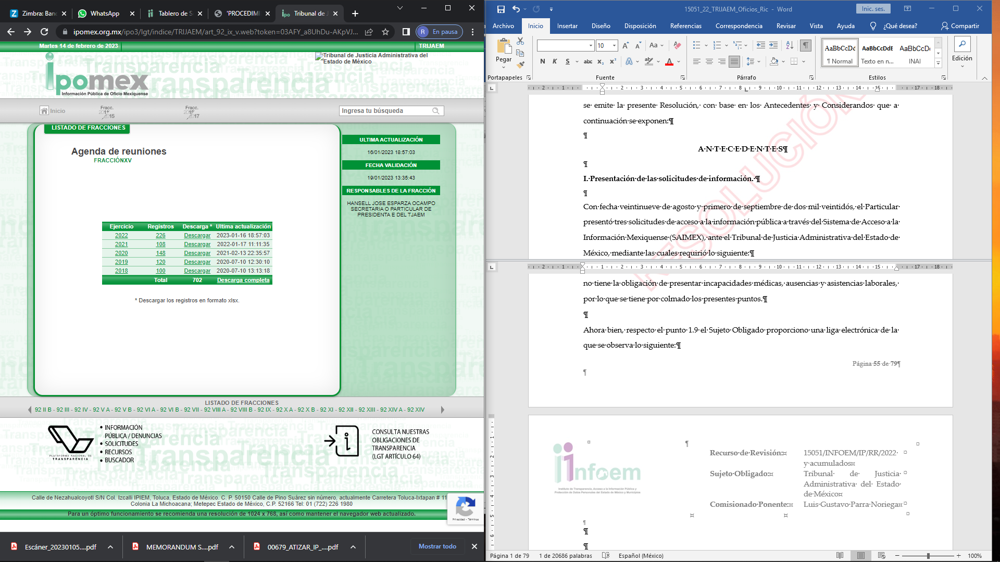 Zimbra: Banc
WhatsApp
Tablero de S
'PROCEDIMI
Tribunal de J
ipomex.org.mx/ipo3/lgt/indice/TRIJAEM/art_92_ix_v.web?token=03AFY_a8UhDu-AKpVJ...
R En pausa
Martes 14 de febrero de 2023
TRIJAEM
ipomex
Información Pública de Oficio Mexiquense
Transparencia
Tribunal de Justicia Administrativa del
Estado de México
Inicio
Fracc.
2015
Fracc.
2017
Ingresa tu búsqueda
LISTADO DE FRACCIONES
Agenda de reuniones
FRACCIÓNXV
Ejercicio Registros Descarga * Ultima actualización
2022 226 Descargar 2023-01-16 18:57:03
2021 108 Descargar 2022-01-17 11:11:35
2020 148 Descargar 2021-02-13 22:35:57
2019 120 Descargar 2020-07-10 12:30:10
2018 100 Descargar 2020-07-10 13:13:18
Total 702 Descarga completa
* Descargar los registros en formato xlsx.
ULTIMA ACTUALIZACIÓN
16/01/2023 18:57:03
FECHA VALIDACIÓN
19/01/2023 13:35:43
RESPONSABLES DE LA FRACCIÓN
HANSELL JOSE ESPARZA OCAMPO
SECRETARIA O PARTICULAR DE
PRESIDENTA E DEL TJAEM
LISTADO DE FRACCIONES
92 II B - 92 III - 92 IV - 92 V A - 92 V B - 92 VI A - 92 VI B - 92 VII - 92 VIII A - 92 VIII B - 92 IX - 92 X A - 92 X B - 92 XI - 92 XII - 92 XIII - 92 XIV A - 92 XIV
PLATAFORMA NACIONAL DE
TRANSPARENCIA
• INFORMACIÓN
PÚBLICA / DENUNCIAS
• SOLICITUDES
• RECURSOS
• BUSCADOR
CONSULTA NUESTRAS
OBLIGACIONES DE
TRANSPARENCIA
(LGT ARTÍCULO 64)
Calle de Nezahualcoyotl S/N Col. Izcalli IPIEM, Toluca, Estado de México. C. P. 50150 Calle de Pino Suárez sin número, actualmente Carretera Toluca-Ixtapan # 11
Colonia La Michoacana; Metepec Estado de México, C.P. 52166 Tel: 01 (722) 226 1980
Para un óptimo funcionamiento se recomienda una resolución de 1024 x 768, así como mantener el navegador web actualizado.
Privacidad - Términos
Escáner_20230105....pdf
MEMORANDUM S....pdf
00679_ATIZAR_IP_....pdf
Mostrar todo
15051_22_TRIJAEM_Oficios_Ric - Word
Inic. ses.
Archivo Inicio Insertar Diseño Disposición Referencias Correspondencia Revisar Vista Ayuda ¿Qué desea? Compartir
Pegar
10
N K S abc x₂ x²
AaBbCcDc AaBbCcDdE AaBbCcDc
¶ Normal Texto en n... INAI
Edición
Portapapeles Fuente Párrafo Estilos
se emite la presente Resolución, con base en los Antecedentes y Considerandos que a
continuación se exponen:¶
¶
A·N·T·E·C·E·D·E·N·T·E·S¶
¶
I.·Presentación·de·las·solicitudes·de·información.·¶
¶
Con·fecha·veintinueve·de·agosto·y·primero·de·septiembre·de·dos·mil·veintidós,·el·Particular·
presentó·tres·solicitudes·de·acceso·a·la·información·pública·a·través·del·Sistema·de·Acceso·a·la·
Información·Mexiquense·(SAIMEX),·ante·el·Tribunal·de·Justicia·Administrativa·del·Estado·de·
México,·mediante·las·cuales·requirió·lo·siguiente:¶
RESOLUCIÓN
no·tiene·la·obligación·de·presentar·incapacidades·médicas,·ausencias·y·asistencias·laborales,·
por·lo·que·se·tiene·por·colmado·los·presentes·puntos.¶
¶
Ahora·bien,·respecto·el·punto·1.9·el·Sujeto·Obligado·proporciono·una·liga·electrónica·de·la·
que·se·observa·lo·siguiente:¶
Página·55·de·79¶
¶
infoem
Instituto de Transparencia, Acceso a la Información Pública y
Protección de Datos Personales del Estado de México y Municipios
¶
Recurso·de·Revisión:¤ 15051/INFOEM/IP/RR/2022·
y·acumulados¤
Sujeto·Obligado:¤ Tribunal· de· Justicia·
Administrativa· del· Estado·
de·México¤
Comisionado·Ponente:¤ Luis·Gustavo·Parra·Noriega¤
¶
¶
¶
Página 1 de 79 1 de 20686 palabras Español (México) 100%